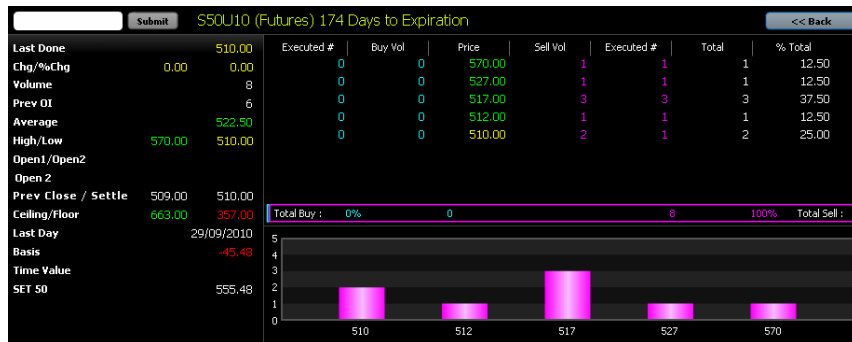 Submit S50U10 (Futures) 174 Days to Expiration << Back
Last Done 510.00
Chg/%Chg 0.00 0.00
Volume 8
Prev OI 6
Average 522.50
High/Low 570.00 510.00
Open1/Open2
Open 2
Prev Close / Settle 509.00 510.00
Ceiling/Floor 663.00 357.00
Last Day 29/09/2010
Basis -45.48
Time Value
SET 50 555.48
Executed # Buy Vol Price Sell Vol Executed # Total % Total
0 0 570.00 1 1 1 12.50
0 0 527.00 1 1 1 12.50
0 0 517.00 3 3 3 37.50
0 0 512.00 1 1 1 12.50
0 0 510.00 2 1 2 25.00
Total Buy : 0% 0 8 100% Total Sell :
5
4
3
2
1
0
510 512 517 527 570